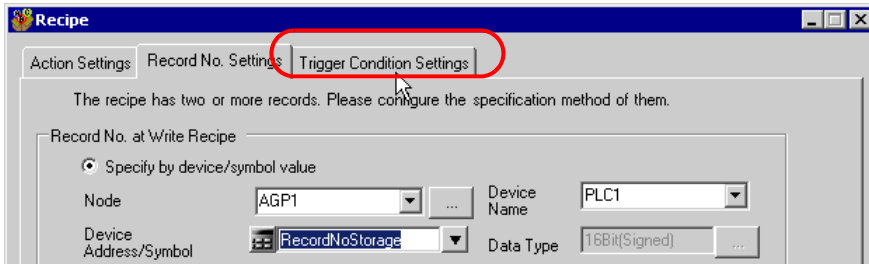 Recipe
Action Settings Record No. Settings Trigger Condition Settings
The recipe has two or more records. Please configure the specification method of them.
Record No. at Write Recipe
Specify by device/symbol value
Node AGP1 ... Device Name PLC1
Device Address/Symbol RecordNoStorage Data Type 16Bit(Signed) ...